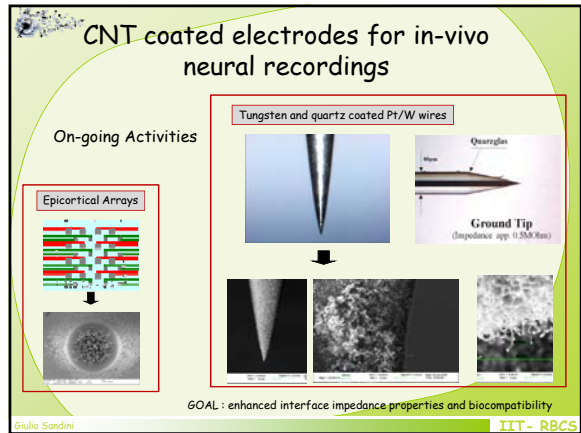 CNT coated electrodes for in-vivo
neural recordings
On-going Activities
Tungsten and quartz coated Pt/W wires
Quarzglas
Ground Tip
(Impedance app. 0.5MOhm)
Epicortical Arrays
GOAL : enhanced interface impedance properties and biocompatibility
Giulio Sandini
IIT- RBCS